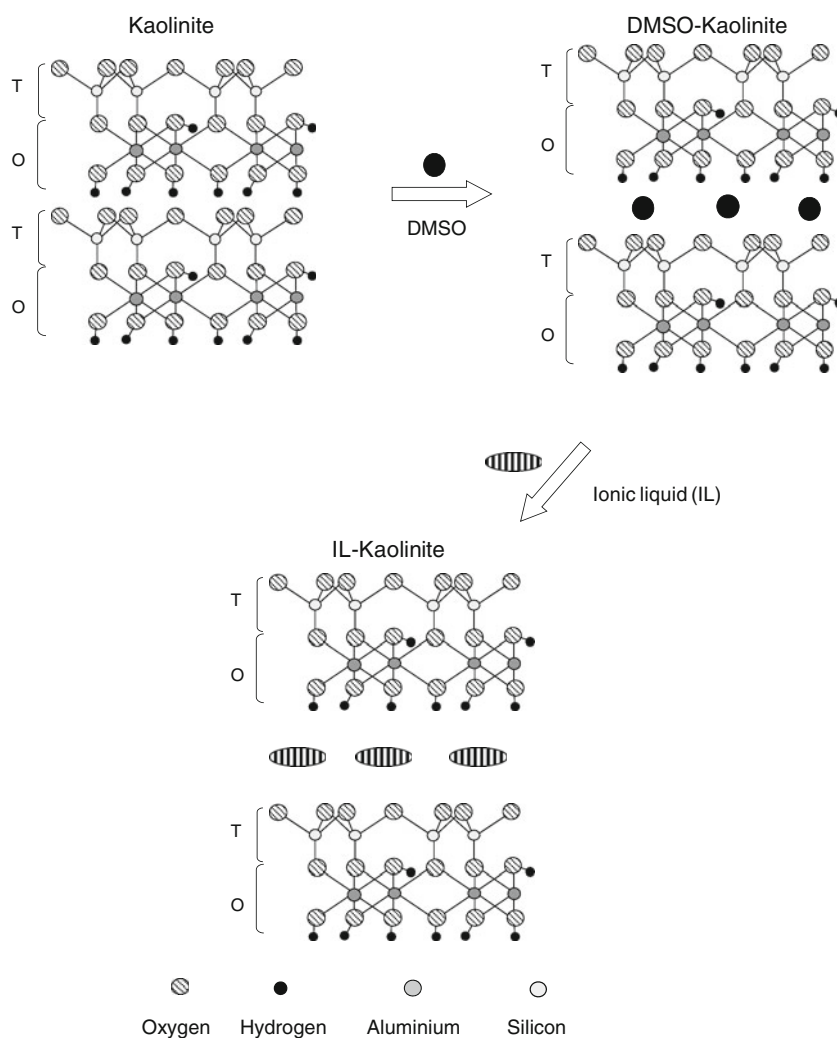 Kaolinite
DMSO-Kaolinite
T
O
T
O
DMSO
T
O
T
O
Ionic liquid (IL)
IL-Kaolinite
T
O
T
O
Oxygen Hydrogen Aluminium Silicon